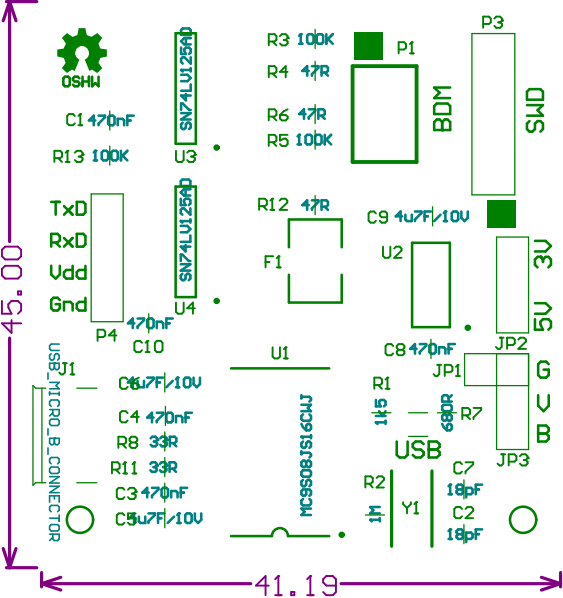 P3
R3 100K
P1
OSHW
SN74LV125AD
R4 47R
BDM
SWD
C1 470nF
R6 47R
R5 100K
R13 100K
U3
R12 47R
C9 4u7F/10V
TxD
RxD
Vdd
Gnd
SN74LV125AD
F1
U2
3V
5V
U4
470nF
P4
C10
USB_MICRO_B_CONNECTOR
J1
U1
C8 470nF
JP2
JP1
G
V
B
C6 4u7F/10V
R1
1k5
680R
R7
C4 470nF
R8 33R
R11 33R
C3 470nF
C5 4u7F/10V
MC9S08JS16CWJ
USB
JP3
C7
18pF
R2
1M
Y1
C2
18pF
45.00
41.19